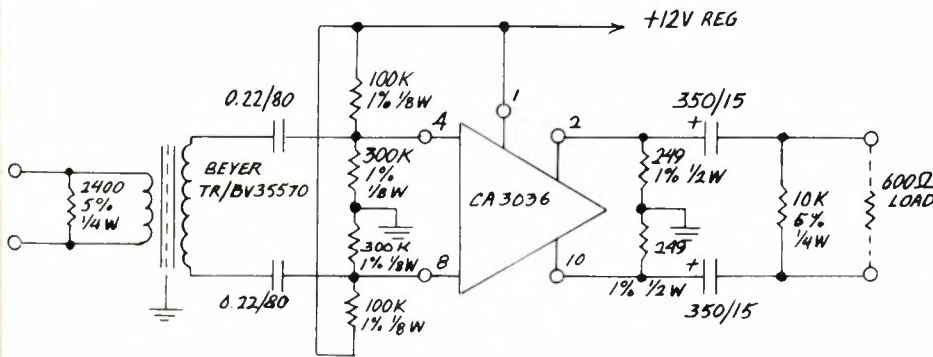 +12V REG
100K
1% 1/8W
0.22/80
4
1
2
350/15
+
BEYER
TR/BV35570
2400
5%
1/4W
300K
1%
1/8W
CA3036
249
1% 1/2W
10K
5%
1/4W
600Ω
LOAD
300K
1% 1/8W
8
10
249
1% 1/2W
+
350/15
0.22/80
100K
1% 1/8W